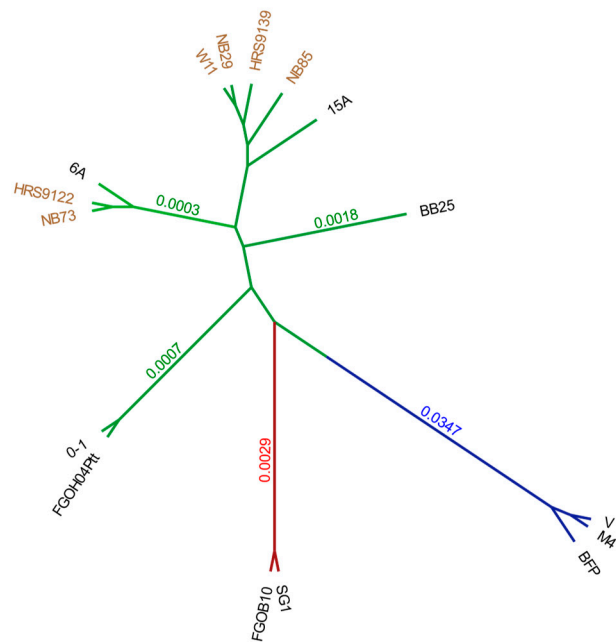 W11
NB29
HRS9139
NB85
15A
6A
HRS9122
NB73
0.0003
0.0018
BB25
0.0007
0-1
FGOH04Ptt
0.0029
0.0347
V
M4
BFP
FGOB10
SG1